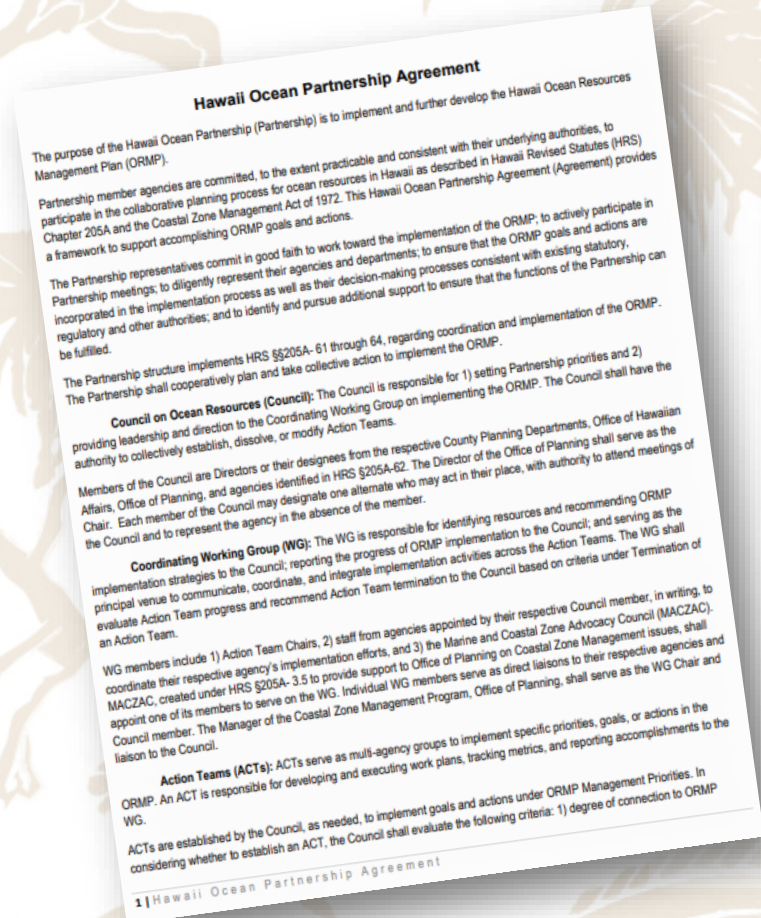 Hawaii Ocean Partnership Agreement
The purpose of the Hawaii Ocean Partnership (Partnership) is to implement and further develop the Hawaii Ocean Resources
Management Plan (ORMP).
Partnership member agencies are committed, to the extent practicable and consistent with their underlying authorities, to
participate in the collaborative planning process for ocean resources in Hawaii as described in Hawaii Revised Statutes (HRS)
Chapter 205A and the Coastal Zone Management Act of 1972. This Hawaii Ocean Partnership Agreement (Agreement) provides
a framework to support accomplishing ORMP goals and actions.
The Partnership representatives commit in good faith to work toward the implementation of the ORMP; to actively participate in
Partnership meetings; to diligently represent their agencies and departments; to ensure that the ORMP goals and actions are
incorporated in the implementation process as well as their decision-making processes consistent with existing statutory,
regulatory and other authorities; and to identify and pursue additional support to ensure that the functions of the Partnership can
be fulfilled.
The Partnership structure implements HRS §§205A- 61 through 64, regarding coordination and implementation of the ORMP.
The Partnership shall cooperatively plan and take collective action to implement the ORMP.
Council on Ocean Resources (Council): The Council is responsible for 1) setting Partnership priorities and 2)
providing leadership and direction to the Coordinating Working Group on implementing the ORMP. The Council shall have the
authority to collectively establish, dissolve, or modify Action Teams.
Members of the Council are Directors or their designees from the respective County Planning Departments, Office of Hawaiian
Affairs, Office of Planning, and agencies identified in HRS §205A-62. The Director of the Office of Planning shall serve as the
Chair. Each member of the Council may designate one alternate who may act in their place, with authority to attend meetings of
the Council and to represent the agency in the absence of the member.
Coordinating Working Group (WG): The WG is responsible for identifying resources and recommending ORMP
implementation strategies to the Council; reporting the progress of ORMP implementation to the Council; and serving as the
principal venue to communicate, coordinate, and integrate implementation activities across the Action Teams. The WG shall
evaluate Action Team progress and recommend Action Team termination to the Council based on criteria under Termination of
an Action Team.
WG members include 1) Action Team Chairs, 2) staff from agencies appointed by their respective Council member, in writing, to
coordinate their respective agency's implementation efforts, and 3) the Marine and Coastal Zone Advocacy Council (MACZAC).
MACZAC, created under HRS §205A- 3.5 to provide support to Office of Planning on Coastal Zone Management issues, shall
appoint one of its members to serve on the WG. Individual WG members serve as direct liaisons to their respective agencies and
Council member. The Manager of the Coastal Zone Management Program, Office of Planning, shall serve as the WG Chair and
liaison to the Council.
Action Teams (ACTs): ACTs serve as multi-agency groups to implement specific priorities, goals, or actions in the
ORMP. An ACT is responsible for developing and executing work plans, tracking metrics, and reporting accomplishments to the
WG.
ACTs are established by the Council, as needed, to implement goals and actions under ORMP Management Priorities. In
considering whether to establish an ACT, the Council shall evaluate the following criteria: 1) degree of connection to ORMP
1 | Hawaii Ocean Partnership Agreement